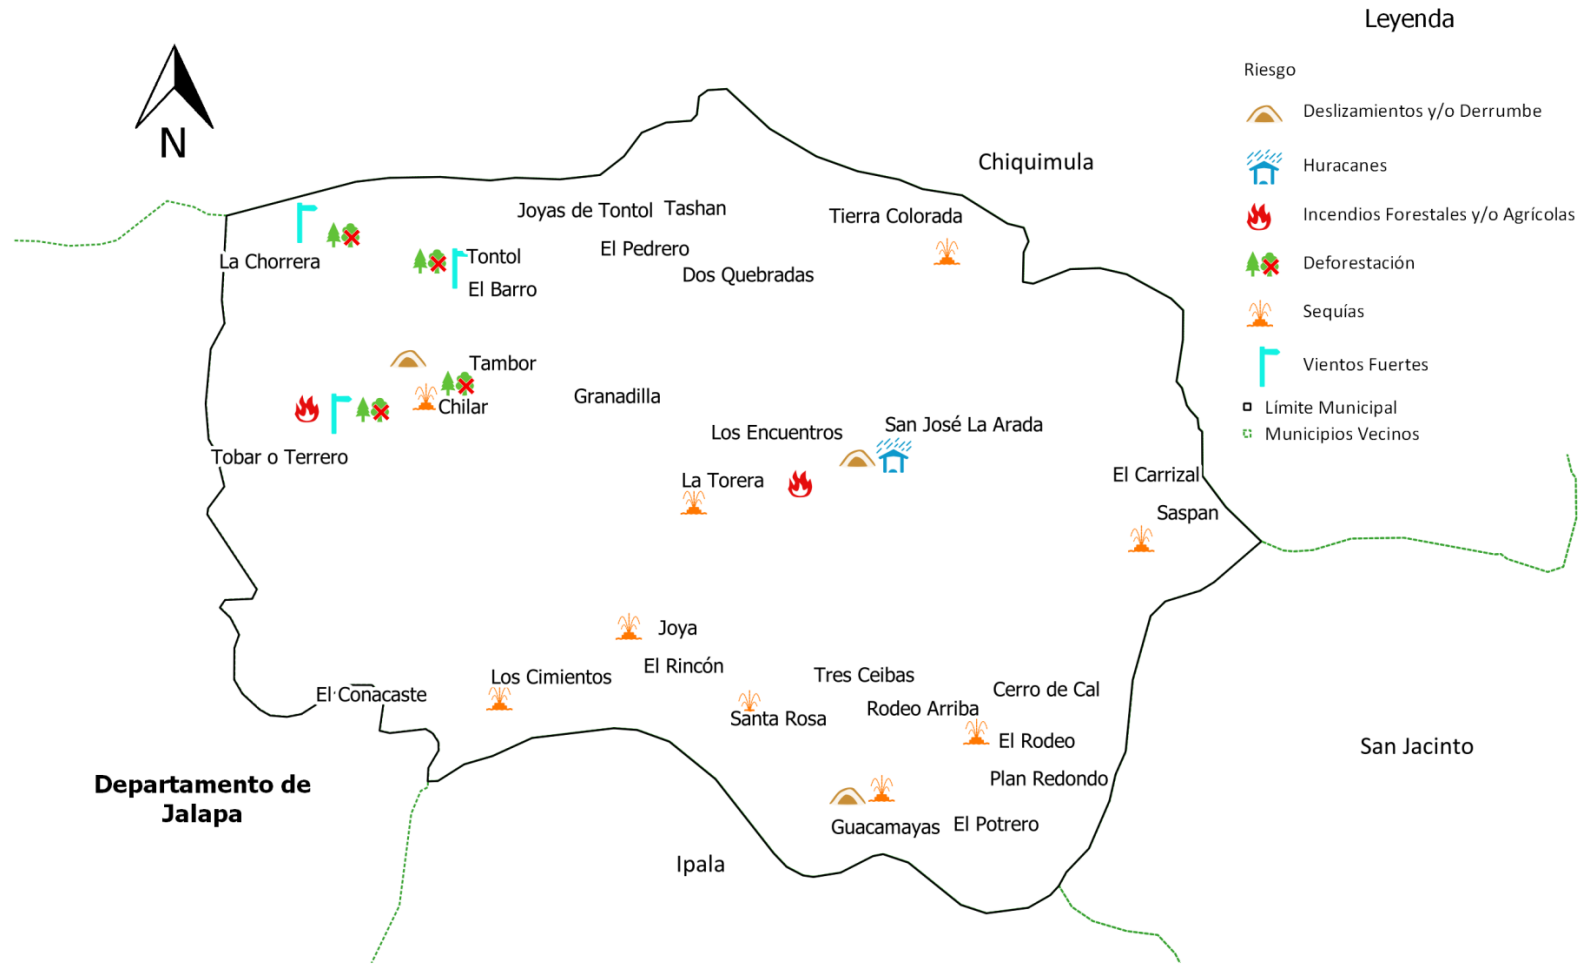 Leyenda
Riesgo
Deslizamientos y/o Derrumbe
Huracanes
Incendios Forestales y/o Agrícolas
Deforestación
Sequías
Vientos Fuertes
Límite Municipal
Municipios Vecinos
N
Chiquimula
Joyas de Tontol
Tashan
Tierra Colorada
La Chorrera
Tontol
El Pedrero
Dos Quebradas
El Barro
Tambor
Chilar
Granadilla
Los Encuentros
San José La Arada
Tobar o Terrero
La Torera
El Carrizal
Saspan
Joya
El Rincón
Los Cimientos
Tres Ceibas
Cerro de Cal
El Conacaste
Santa Rosa
Rodeo Arriba
El Rodeo
San Jacinto
Plan Redondo
Departamento de
Jalapa
Guacamayas
El Potrero
Ipala